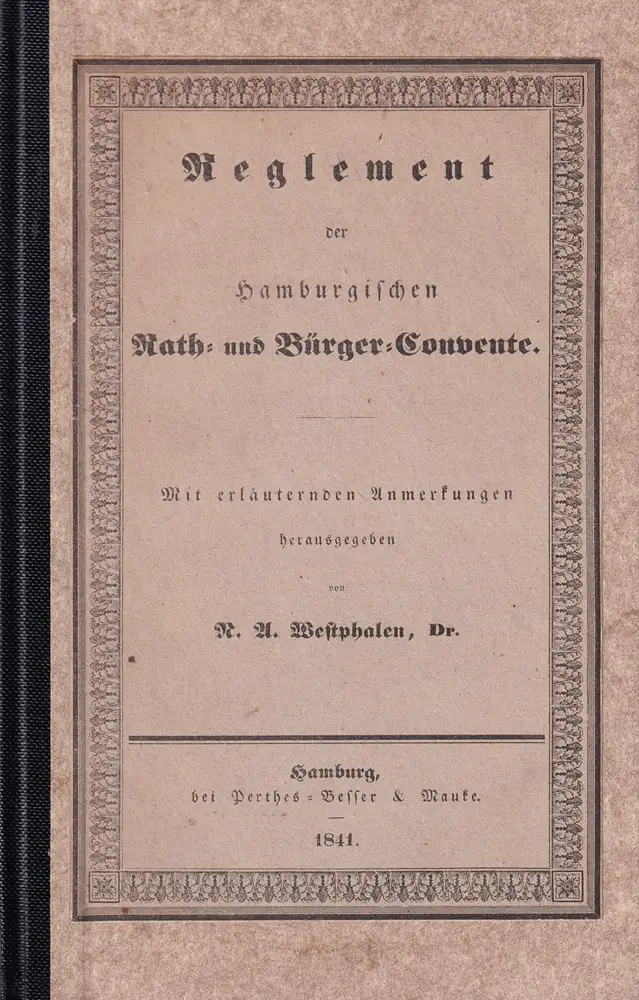 Reglement
der
Hamburgischen
Rath- und Bürger-Convente.
Mit erläuternden Anmerkungen
herausgegeben
von
N. A. Westphalen, Dr.
Hamburg,
bei Perthes-Besser & Mauke.
1841.